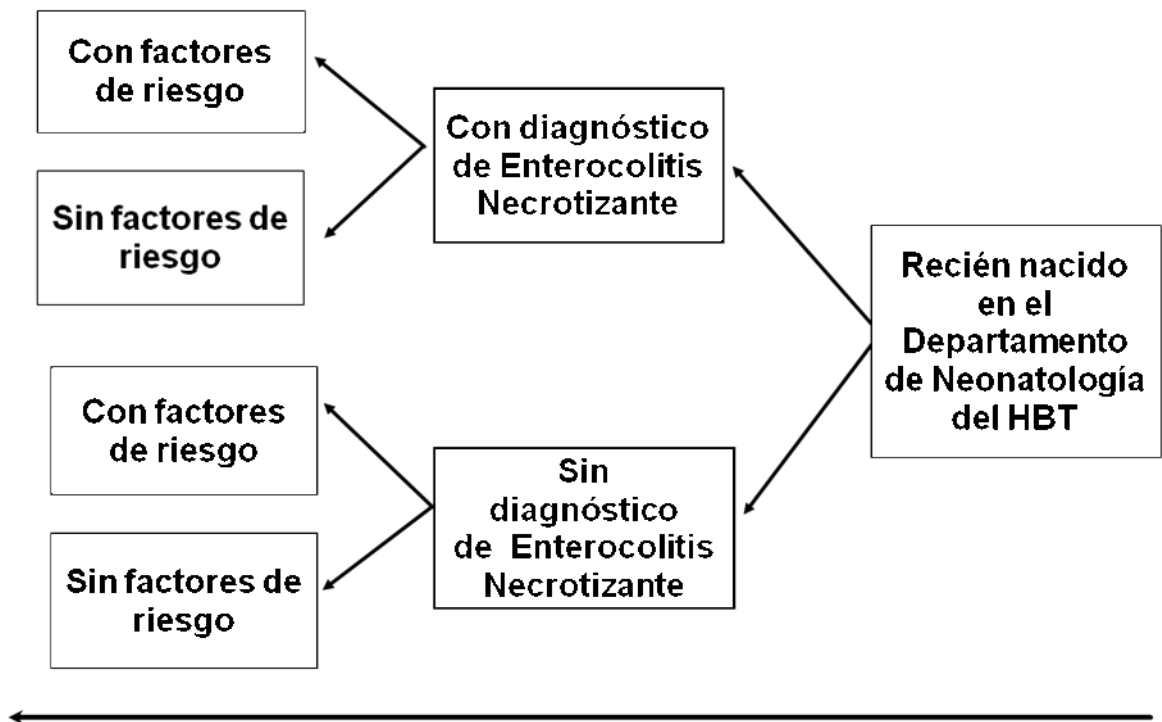 Con factores
de riesgo
Sin factores de
riesgo
Con diagnóstico
de Enterocolitis
Necrotizante
Recién nacido
en el
Departamento
de Neonatología
del HBT
Con factores
de riesgo
Sin factores de
riesgo
Sin
diagnóstico
de Enterocolitis
Necrotizante